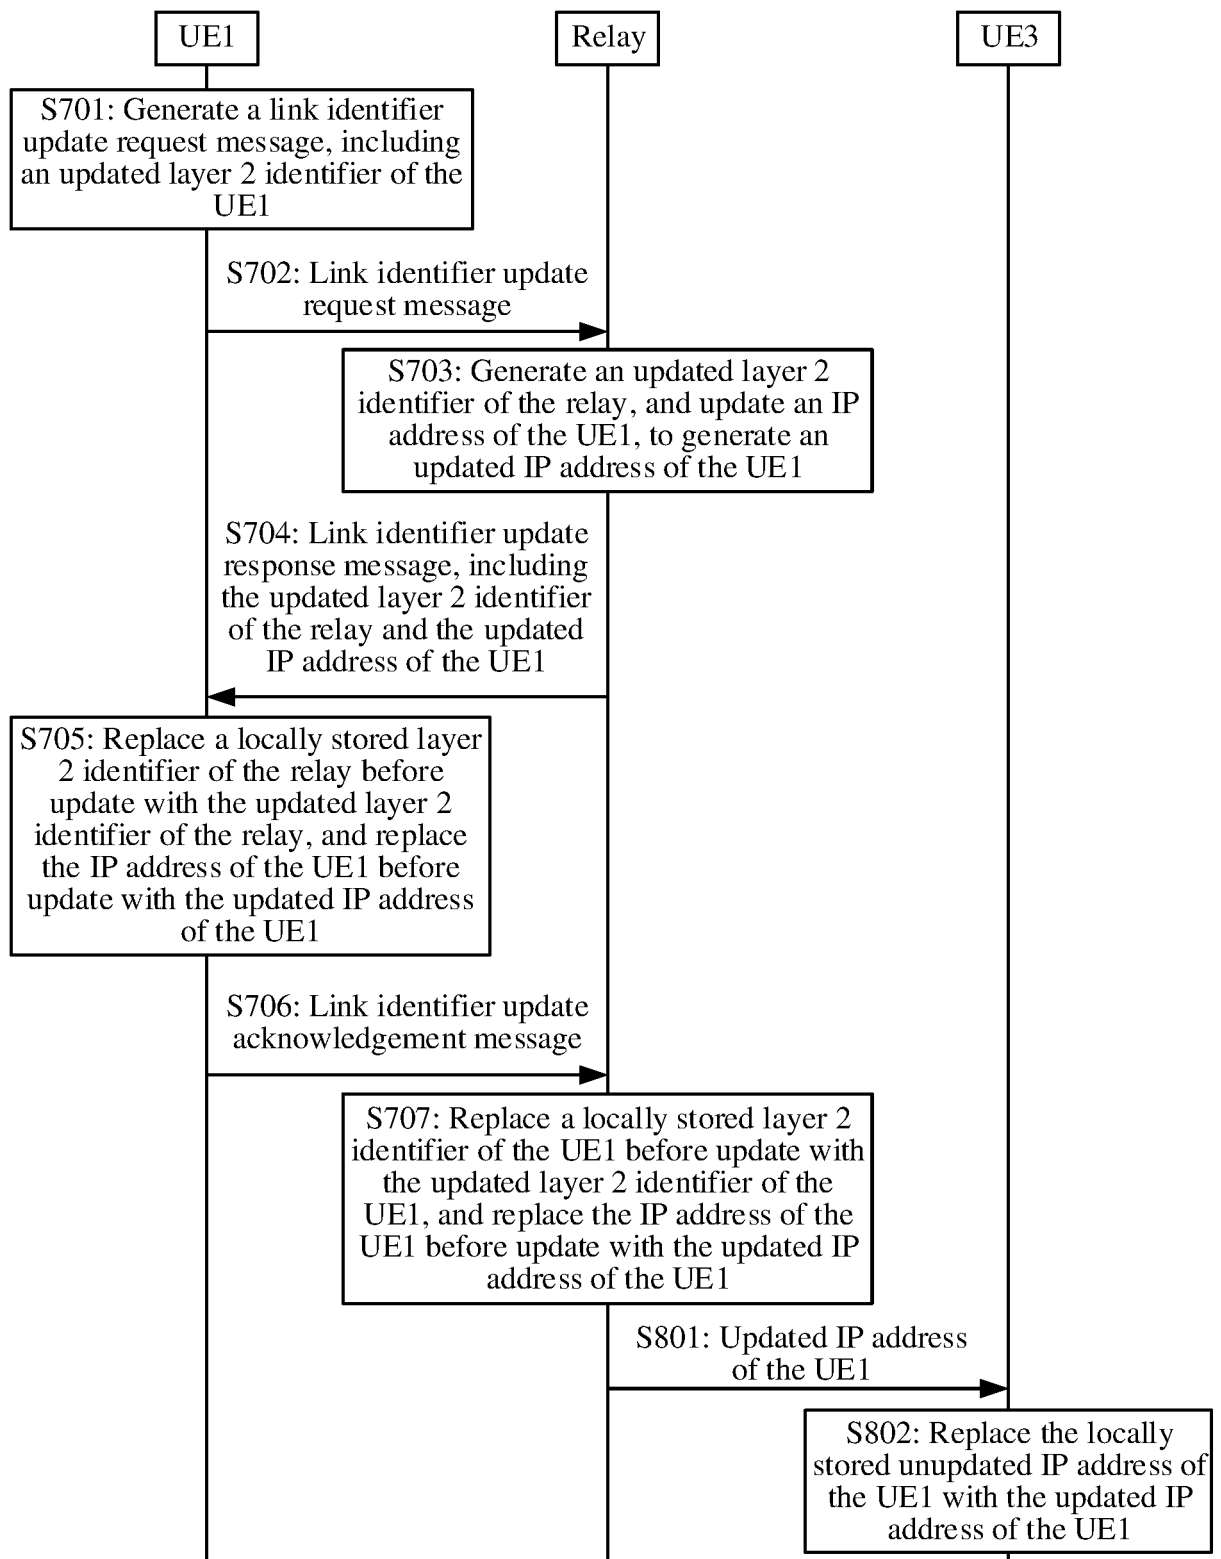 UE1
Relay
UE3
S701: Generate a link identifier
update request message, including
an updated layer 2 identifier of the
UE1
S702: Link identifier update
request message
S703: Generate an updated layer 2
identifier of the relay, and update an IP
address of the UE1, to generate an
updated IP address of the UE1
S704: Link identifier update
response message, including
the updated layer 2 identifier
of the relay and the updated
IP address of the UE1
S705: Replace a locally stored layer
2 identifier of the relay before
update with the updated layer 2
identifier of the relay, and replace
the IP address of the UE1 before
update with the updated IP address
of the UE1
S706: Link identifier update
acknowledgement message
S707: Replace a locally stored layer 2
identifier of the UE1 before update with
the updated layer 2 identifier of the
UE1, and replace the IP address of the
UE1 before update with the updated IP
address of the UE1
S801: Updated IP address
of the UE1
S802: Replace the locally
stored unupdated IP address of
the UE1 with the updated IP
address of the UE1